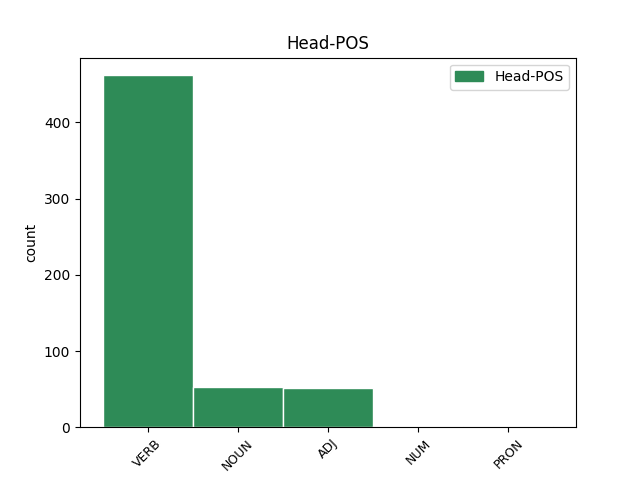 Head-POS
Head-POS
400
300
200
100
0
count
VERB
NOUN
ADJ
NUM
PRON